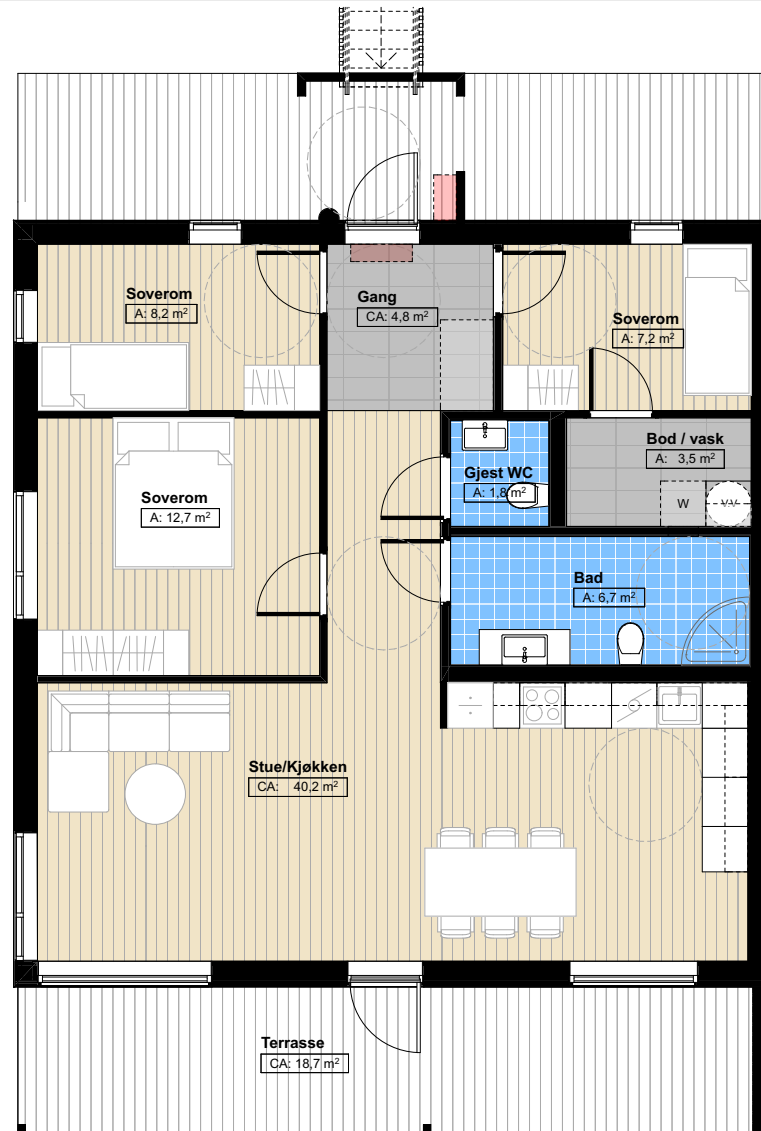 Soverom
A: 8,2 m²
Gang
CA: 4,8 m²
Soverom
A: 7,2 m²
Bod / vask
A: 3,5 m²
Gjest WC
A: 1,8 m²
Soverom
A: 12,7 m²
W
V.V
Bad
A: 6,7 m²
Stue/Kjøkken
CA: 40,2 m²
Terrasse
CA: 18,7 m²